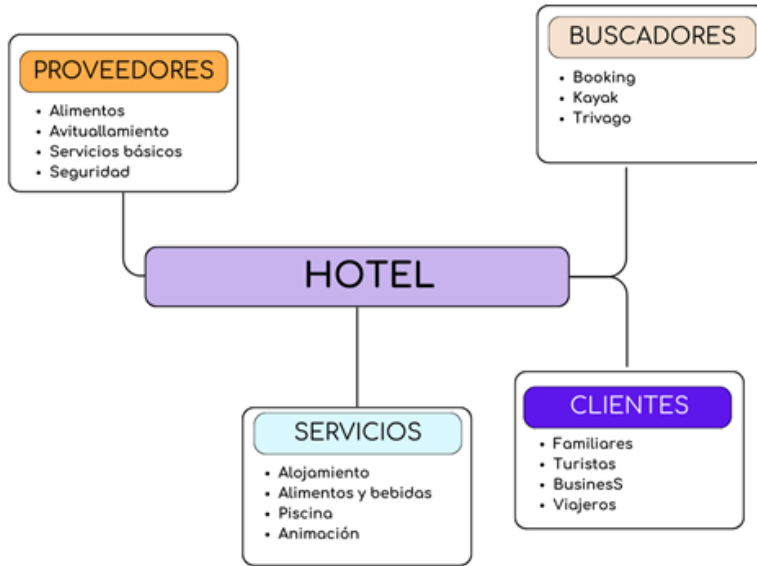 PROVEEDORES
• Alimentos
• Avituallamiento
• Servicios básicos
• Seguridad
BUSCADORES
• Booking
• Kayak
• Trivago
HOTEL
SERVICIOS
• Alojamiento
• Alimentos y bebidas
• Piscina
• Animación
CLIENTES
• Familiares
• Turistas
• BusinesS
• Viajeros